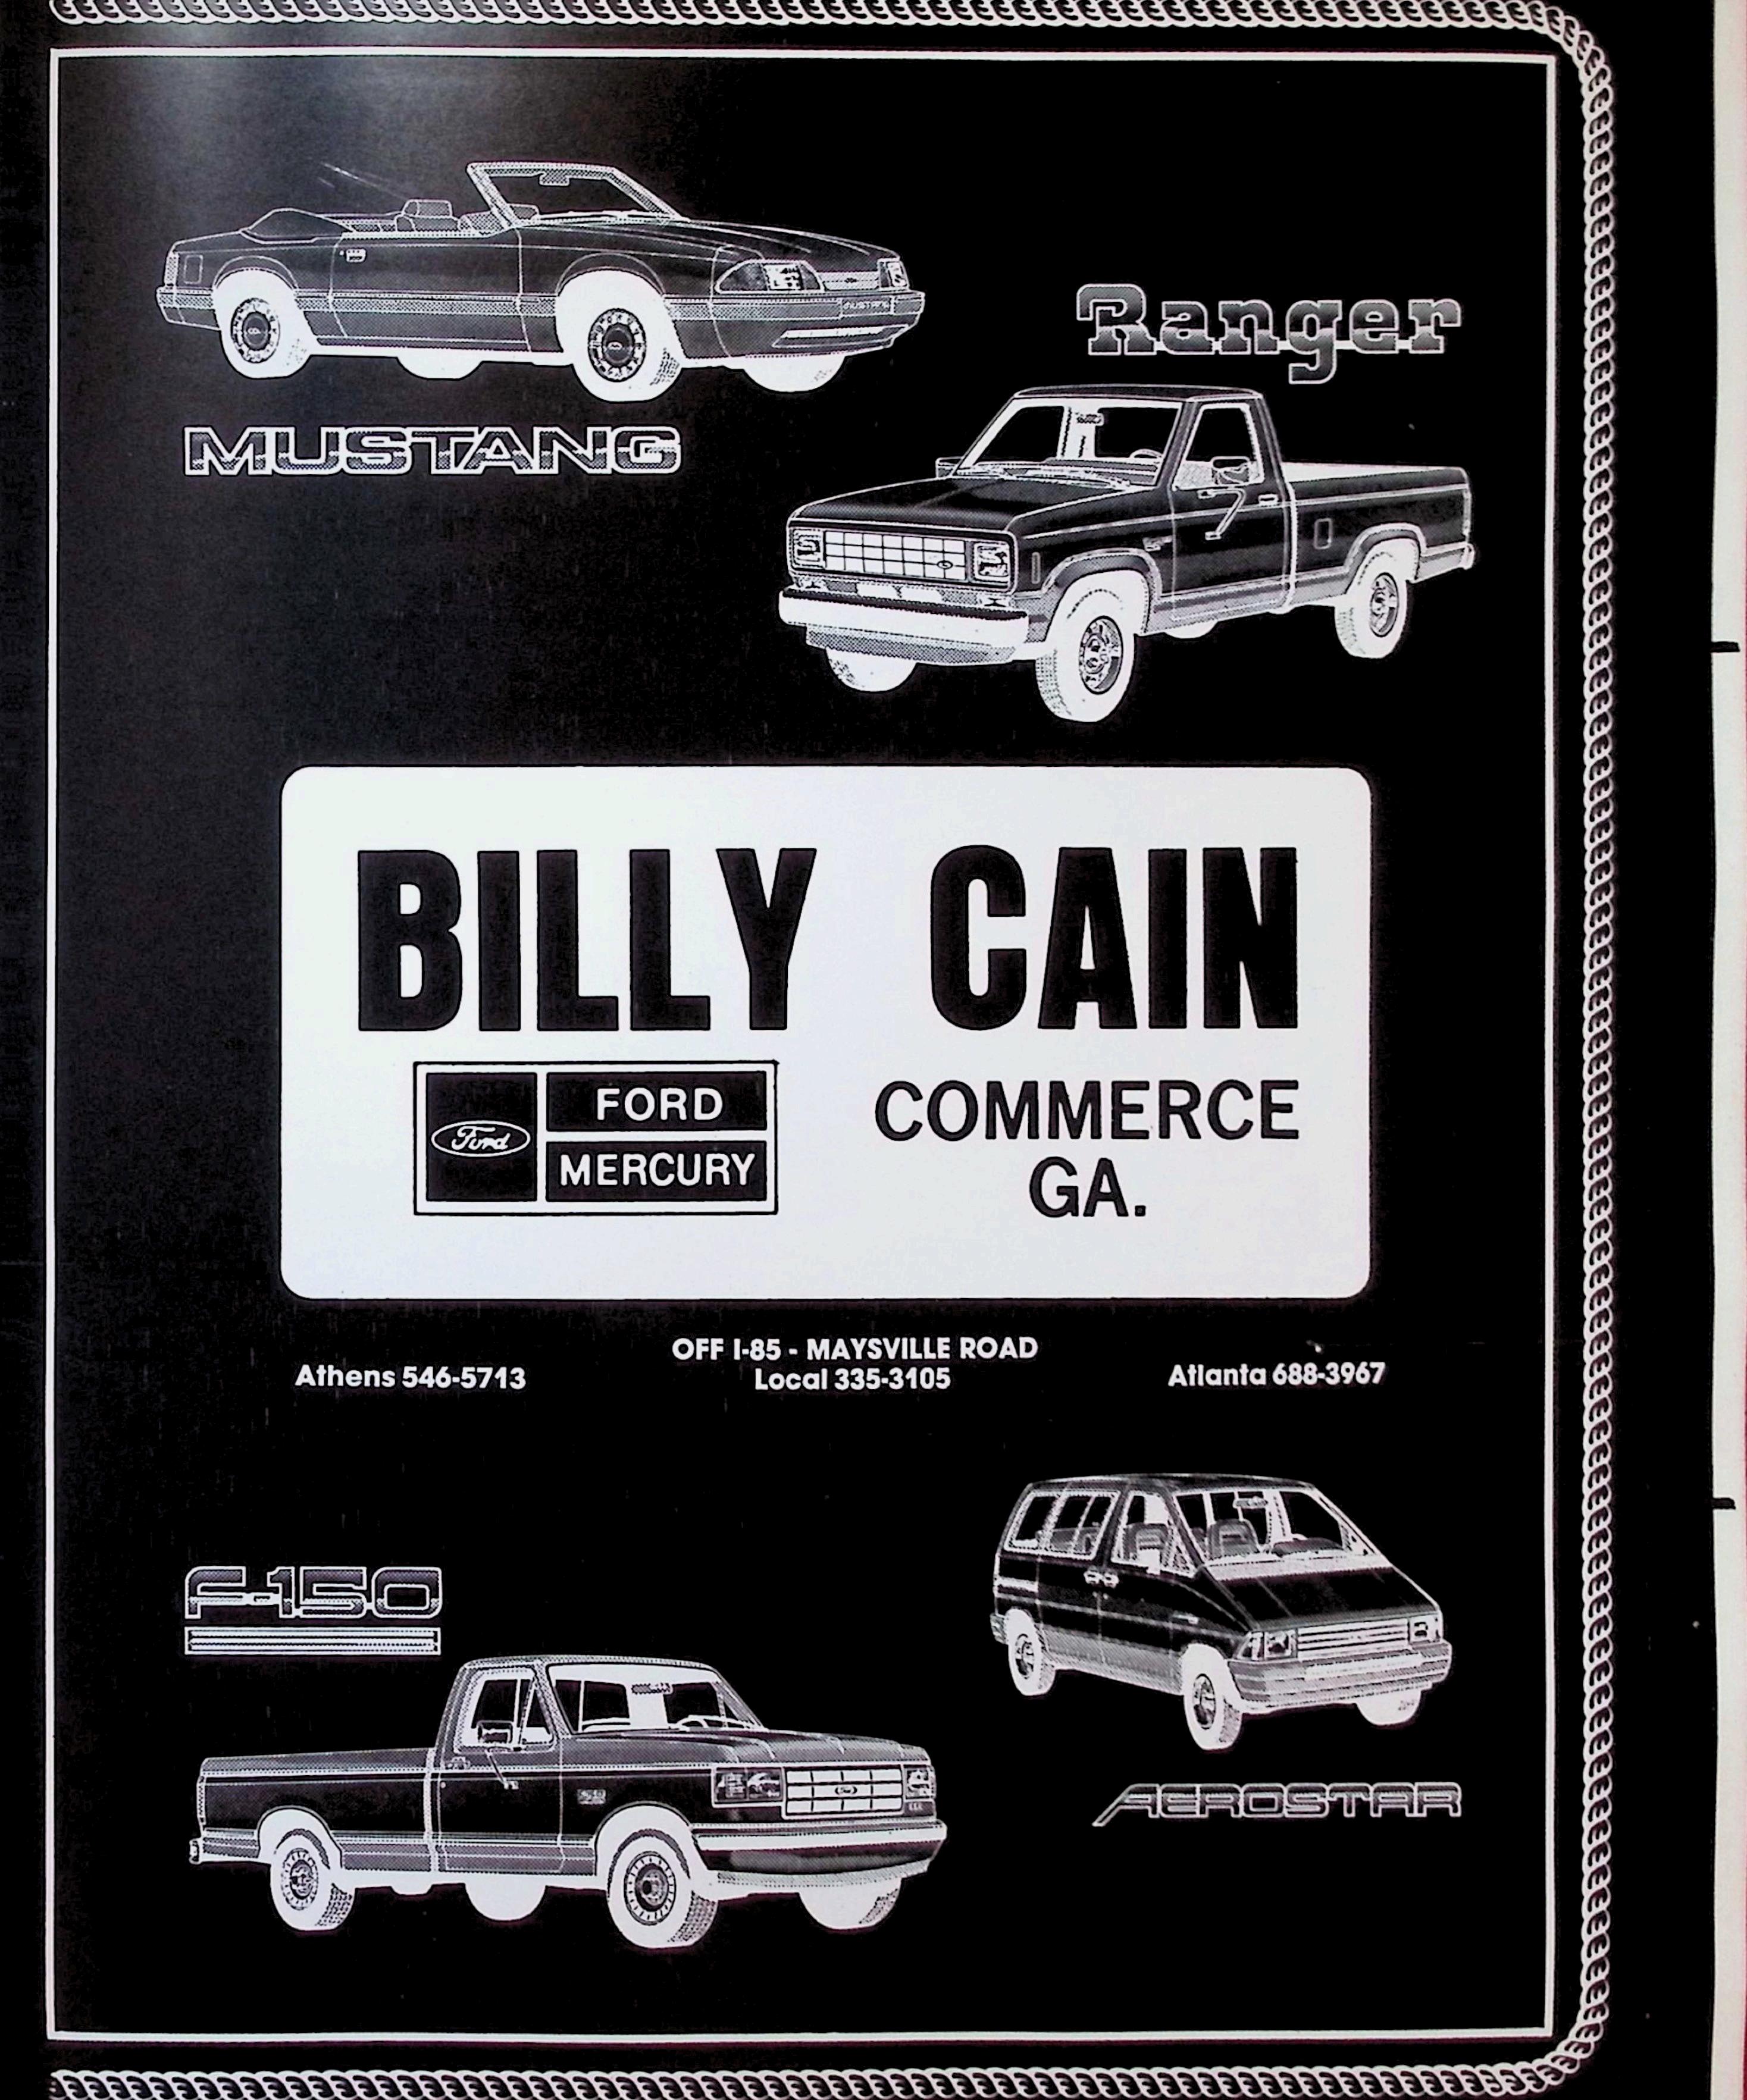 MUSTANG
MUSTANG
Ranger
BILLY CAIN
Ford
FORD
MERCURY
COMMERCE
GA.
OFF I-85 - MAYSVILLE ROAD
Athens 546-5713
Local 335-3105
Atlanta 688-3967
F-150
AEROSTAR